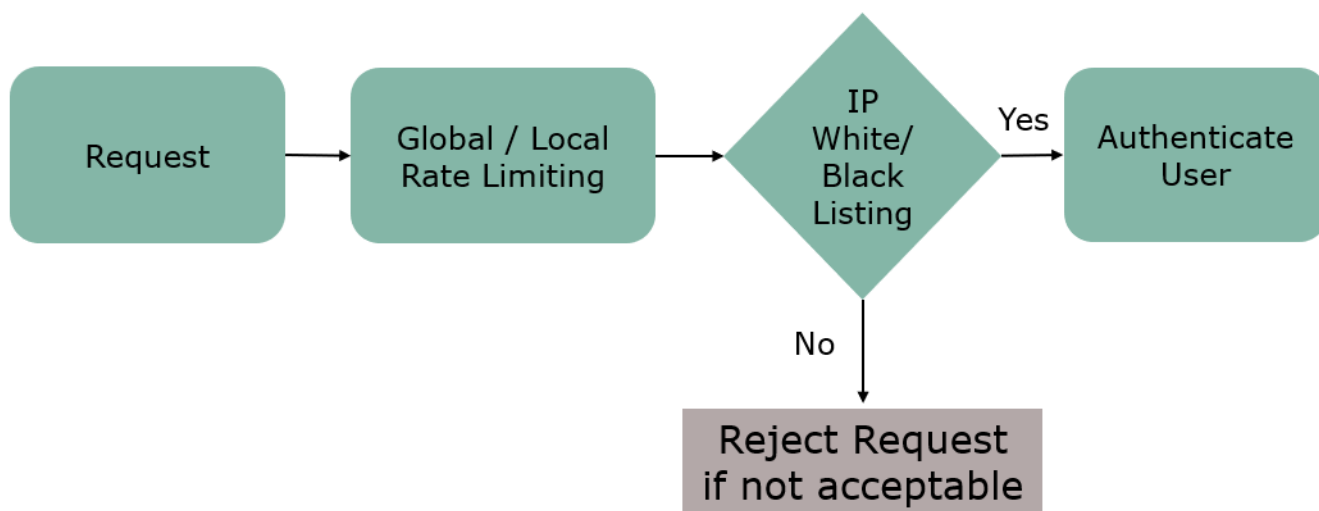 Request
Global / Local
Rate Limiting
IP
White/
Black
Listing
Yes
Authenticate
User
No
Reject Request
if not acceptable